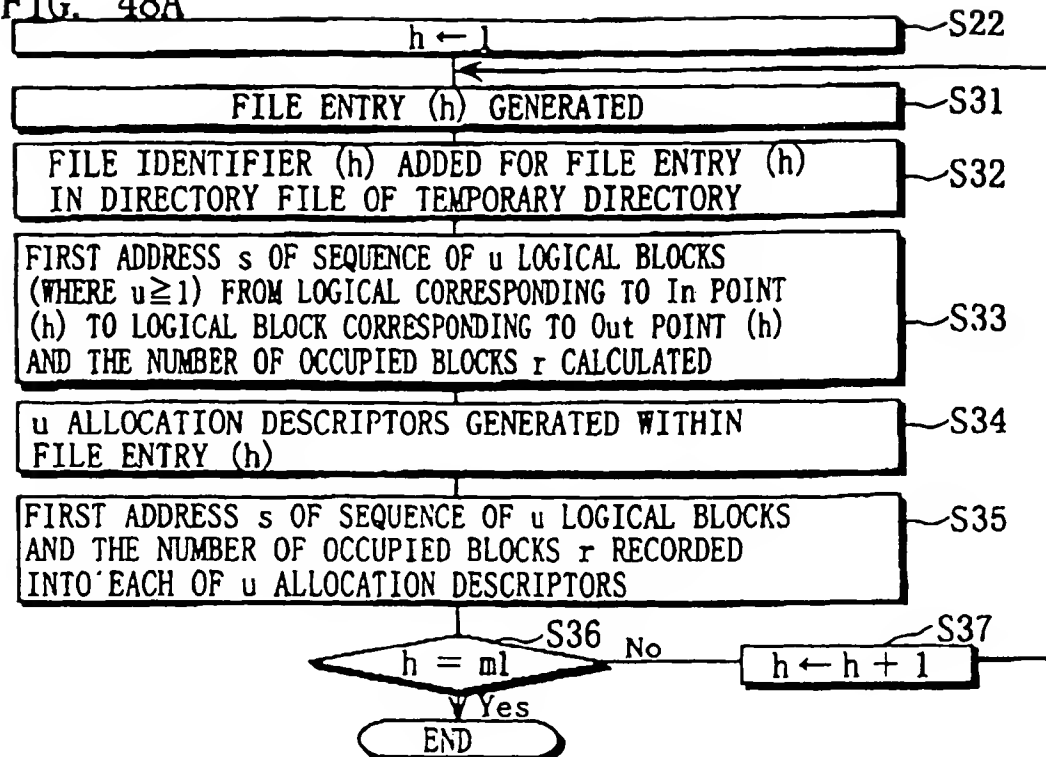 FIG. 48A
h ← 1
S22
FILE ENTRY (h) GENERATED
S31
FILE IDENTIFIER (h) ADDED FOR FILE ENTRY (h)
IN DIRECTORY FILE OF TEMPORARY DIRECTORY
S32
FIRST ADDRESS s OF SEQUENCE OF u LOGICAL BLOCKS
(WHERE u≧1) FROM LOGICAL CORRESPONDING TO In POINT
(h) TO LOGICAL BLOCK CORRESPONDING TO Out POINT (h)
AND THE NUMBER OF OCCUPIED BLOCKS r CALCULATED
S33
u ALLOCATION DESCRIPTORS GENERATED WITHIN
FILE ENTRY (h)
S34
FIRST ADDRESS s OF SEQUENCE OF u LOGICAL BLOCKS
AND THE NUMBER OF OCCUPIED BLOCKS r RECORDED
INTO EACH OF u ALLOCATION DESCRIPTORS
S35
S36
h = m1
No
S37
h ← h + 1
Yes
END